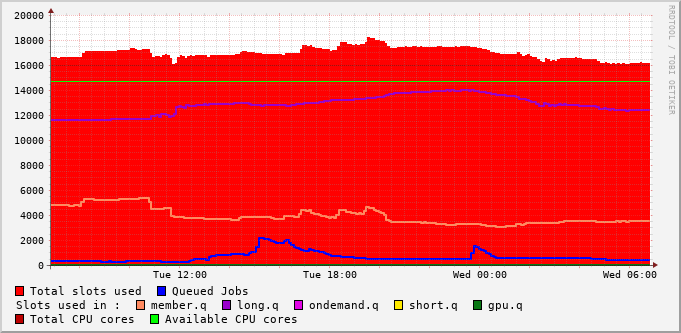 20000
18000
16000
14000
12000
10000
8000
6000
4000
2000
0
Tue 12:00 Tue 18:00 Wed 00:00 Wed 06:00
RRDTOOL / TOBI OETIKER
Total slots used Queued Jobs
Slots used in : member.q long.q ondemand.q short.q gpu.q
Total CPU cores Available CPU cores